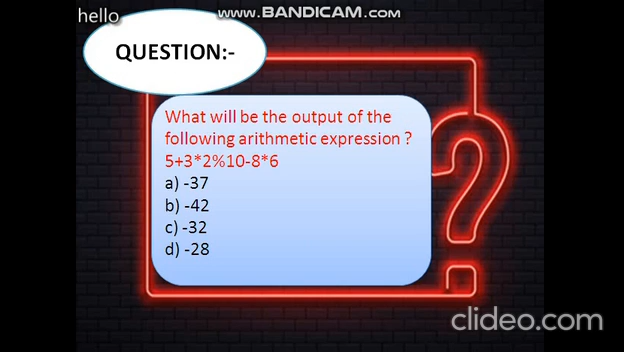 hello
www.BANDICAM.com
QUESTION:-
What will be the output of the
following arithmetic expression ?
5+3*2%10-8*6
a) -37
b) -42
c) -32
d) -28
clideo.com